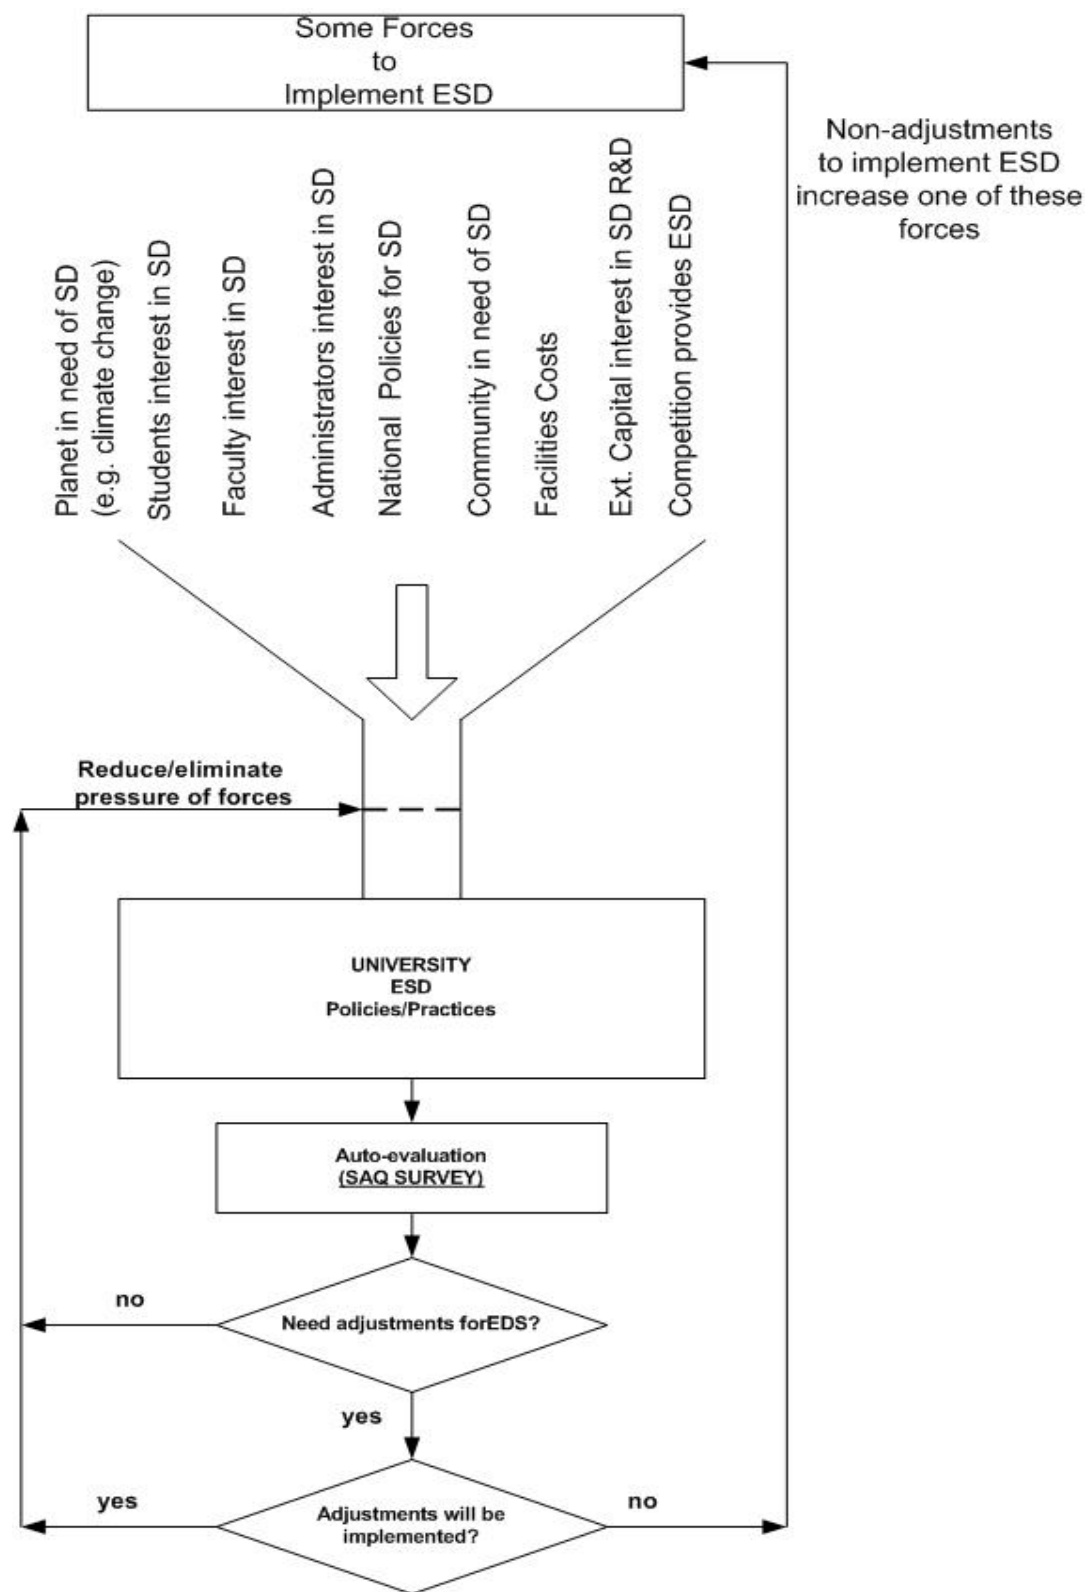 Some Forces
to
Implement ESD
Non-adjustments
to implement ESD
increase one of these
forces
Planet in need of SD
(e.g. climate change)
Students interest in SD
Faculty interest in SD
Administrators interest in SD
National Policies for SD
Community in need of SD
Facilities Costs
Ext. Capital interest in SD R&D
Competition provides ESD
Reduce/eliminate
pressure of forces
UNIVERSITY
ESD
Policies/Practices
Auto-evaluation
(SAQ SURVEY)
no
Need adjustments forEDS?
yes
yes
Adjustments will be
implemented?
no